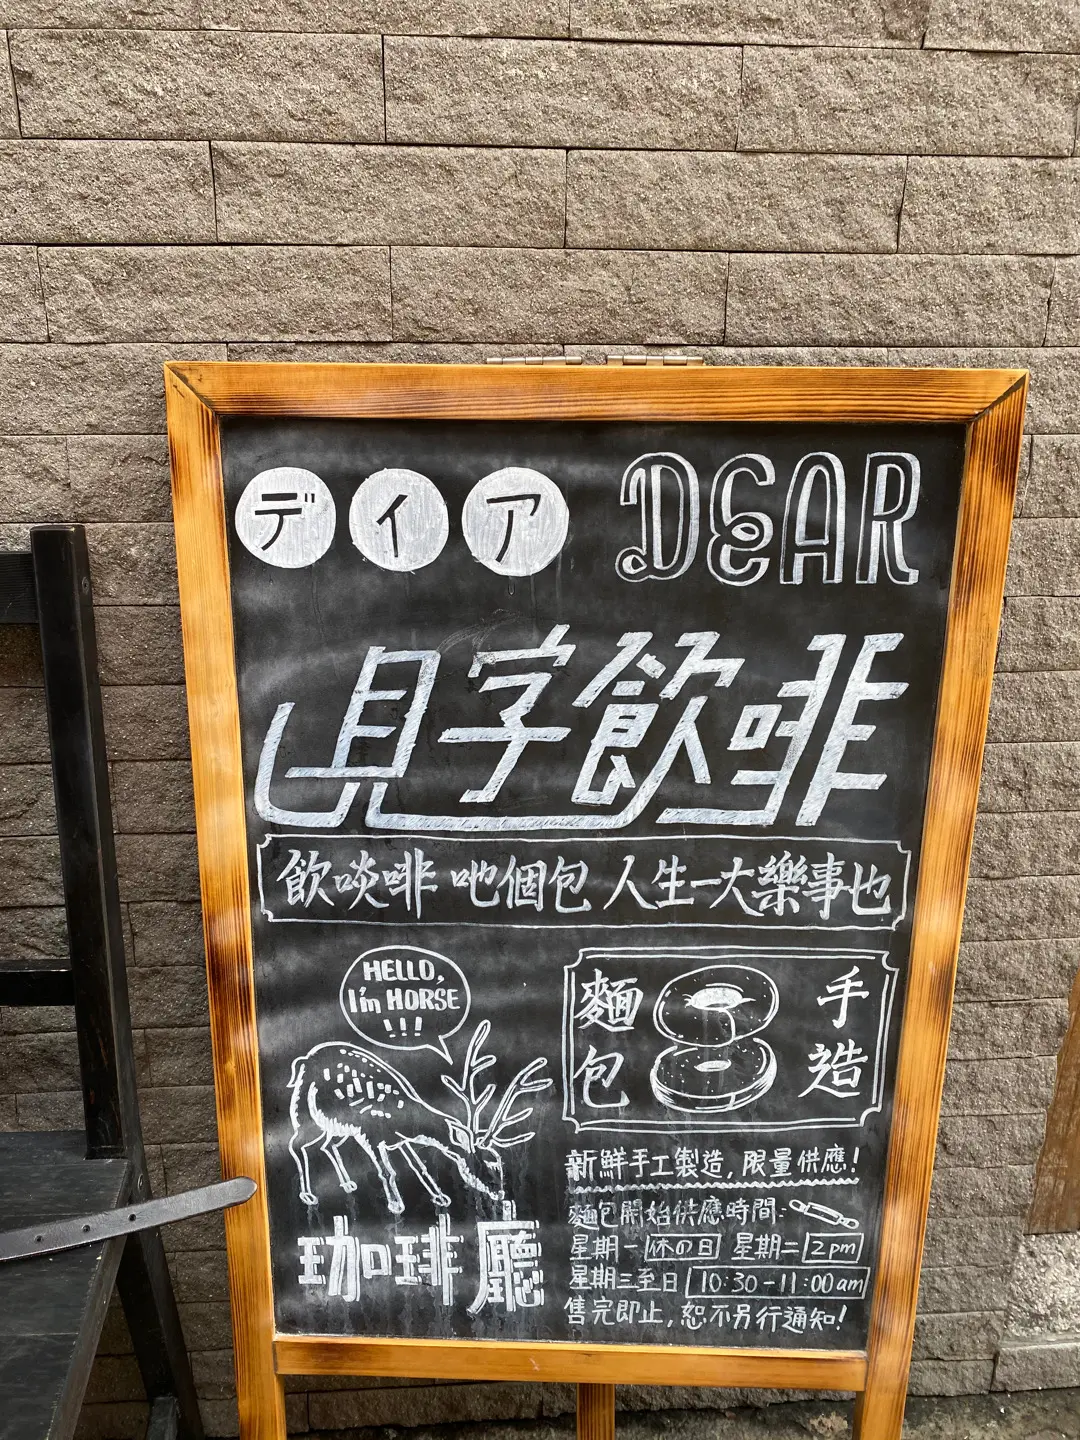 ディア DEAR
見字飲啡
飲啖啡 吔個包 人生一大樂事也
HELLO,
I'm HORSE
!!!
手造
麵包
珈琲廳
新鮮手工製造,限量供應!
麵包開始供應時間:
星期一 休の日 星期二 2pm
星期三至日 10:30-11:00am
售完即止,恕不另行通知!